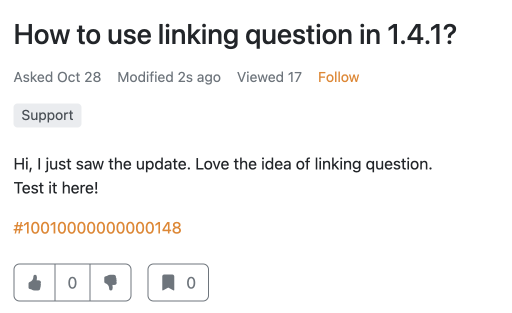 How to use linking question in 1.4.1?
Asked Oct 28 Modified 2s ago Viewed 17 Follow
Support
Hi, I just saw the update. Love the idea of linking question.
Test it here!
#10010000000000148
0 0